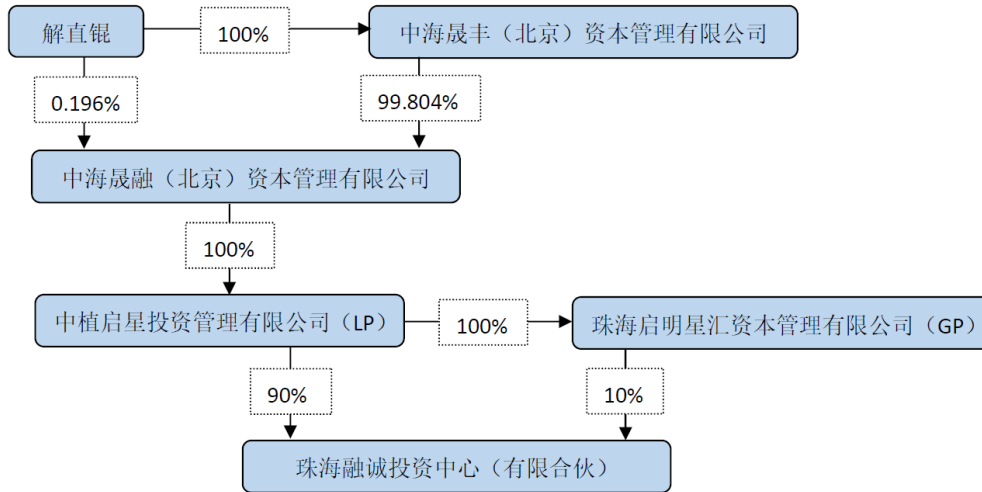 解直锟
100%
中海晟丰（北京）资本管理有限公司
0.196%
99.804%
中海晟融（北京）资本管理有限公司
100%
中植启星投资管理有限公司（LP）
100%
珠海启明星汇资本管理有限公司（GP）
90%
10%
珠海融诚投资中心（有限合伙）